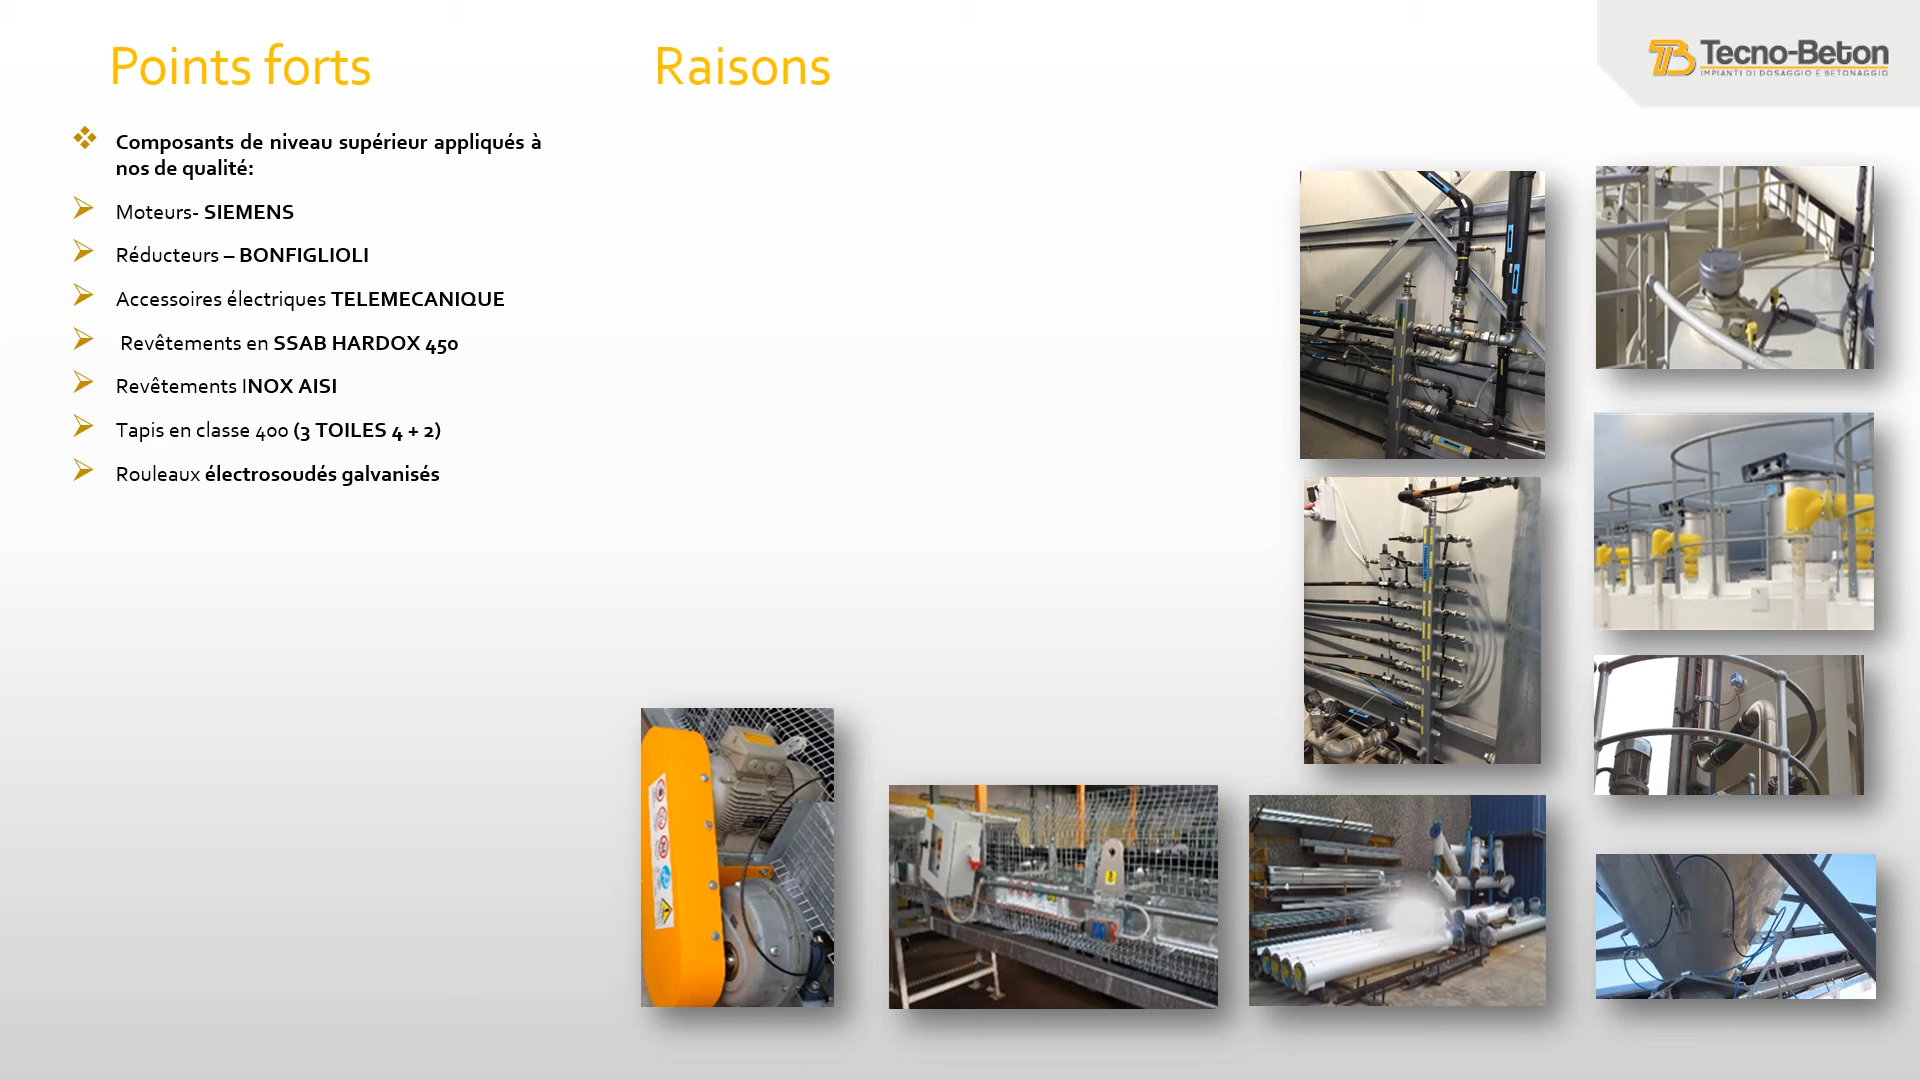 Points forts
Raisons
Tecno-Beton
IMPIANTI DI DOSAGGIO E BETONAGGIO
Composants de niveau supérieur appliqués à
nos de qualité:
Moteurs- SIEMENS
Réducteurs – BONFIGLIOLI
Accessoires électriques TELEMECANIQUE
Revêtements en SSAB HARDOX 450
Revêtements INOX AISI
Tapis en classe 400 (3 TOILES 4 + 2)
Rouleaux électrosoudés galvanisés